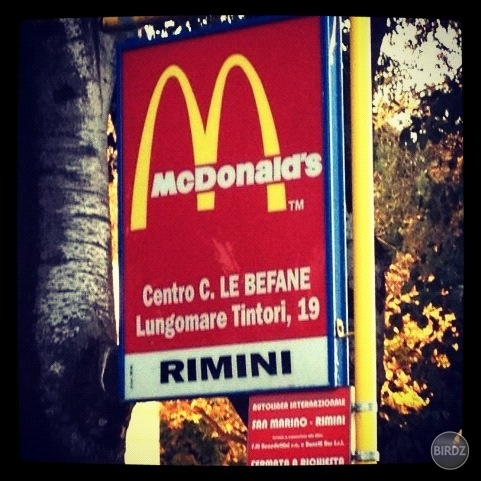 McDonald's
TM
Centro C. LE BEFANE
Lungomare Tintori, 19
RIMINI
AUTOLINEA INTERNAZIONALE
SAN MARINO - RIMINI
FERMATA A RICHIESTA
BIRDZ